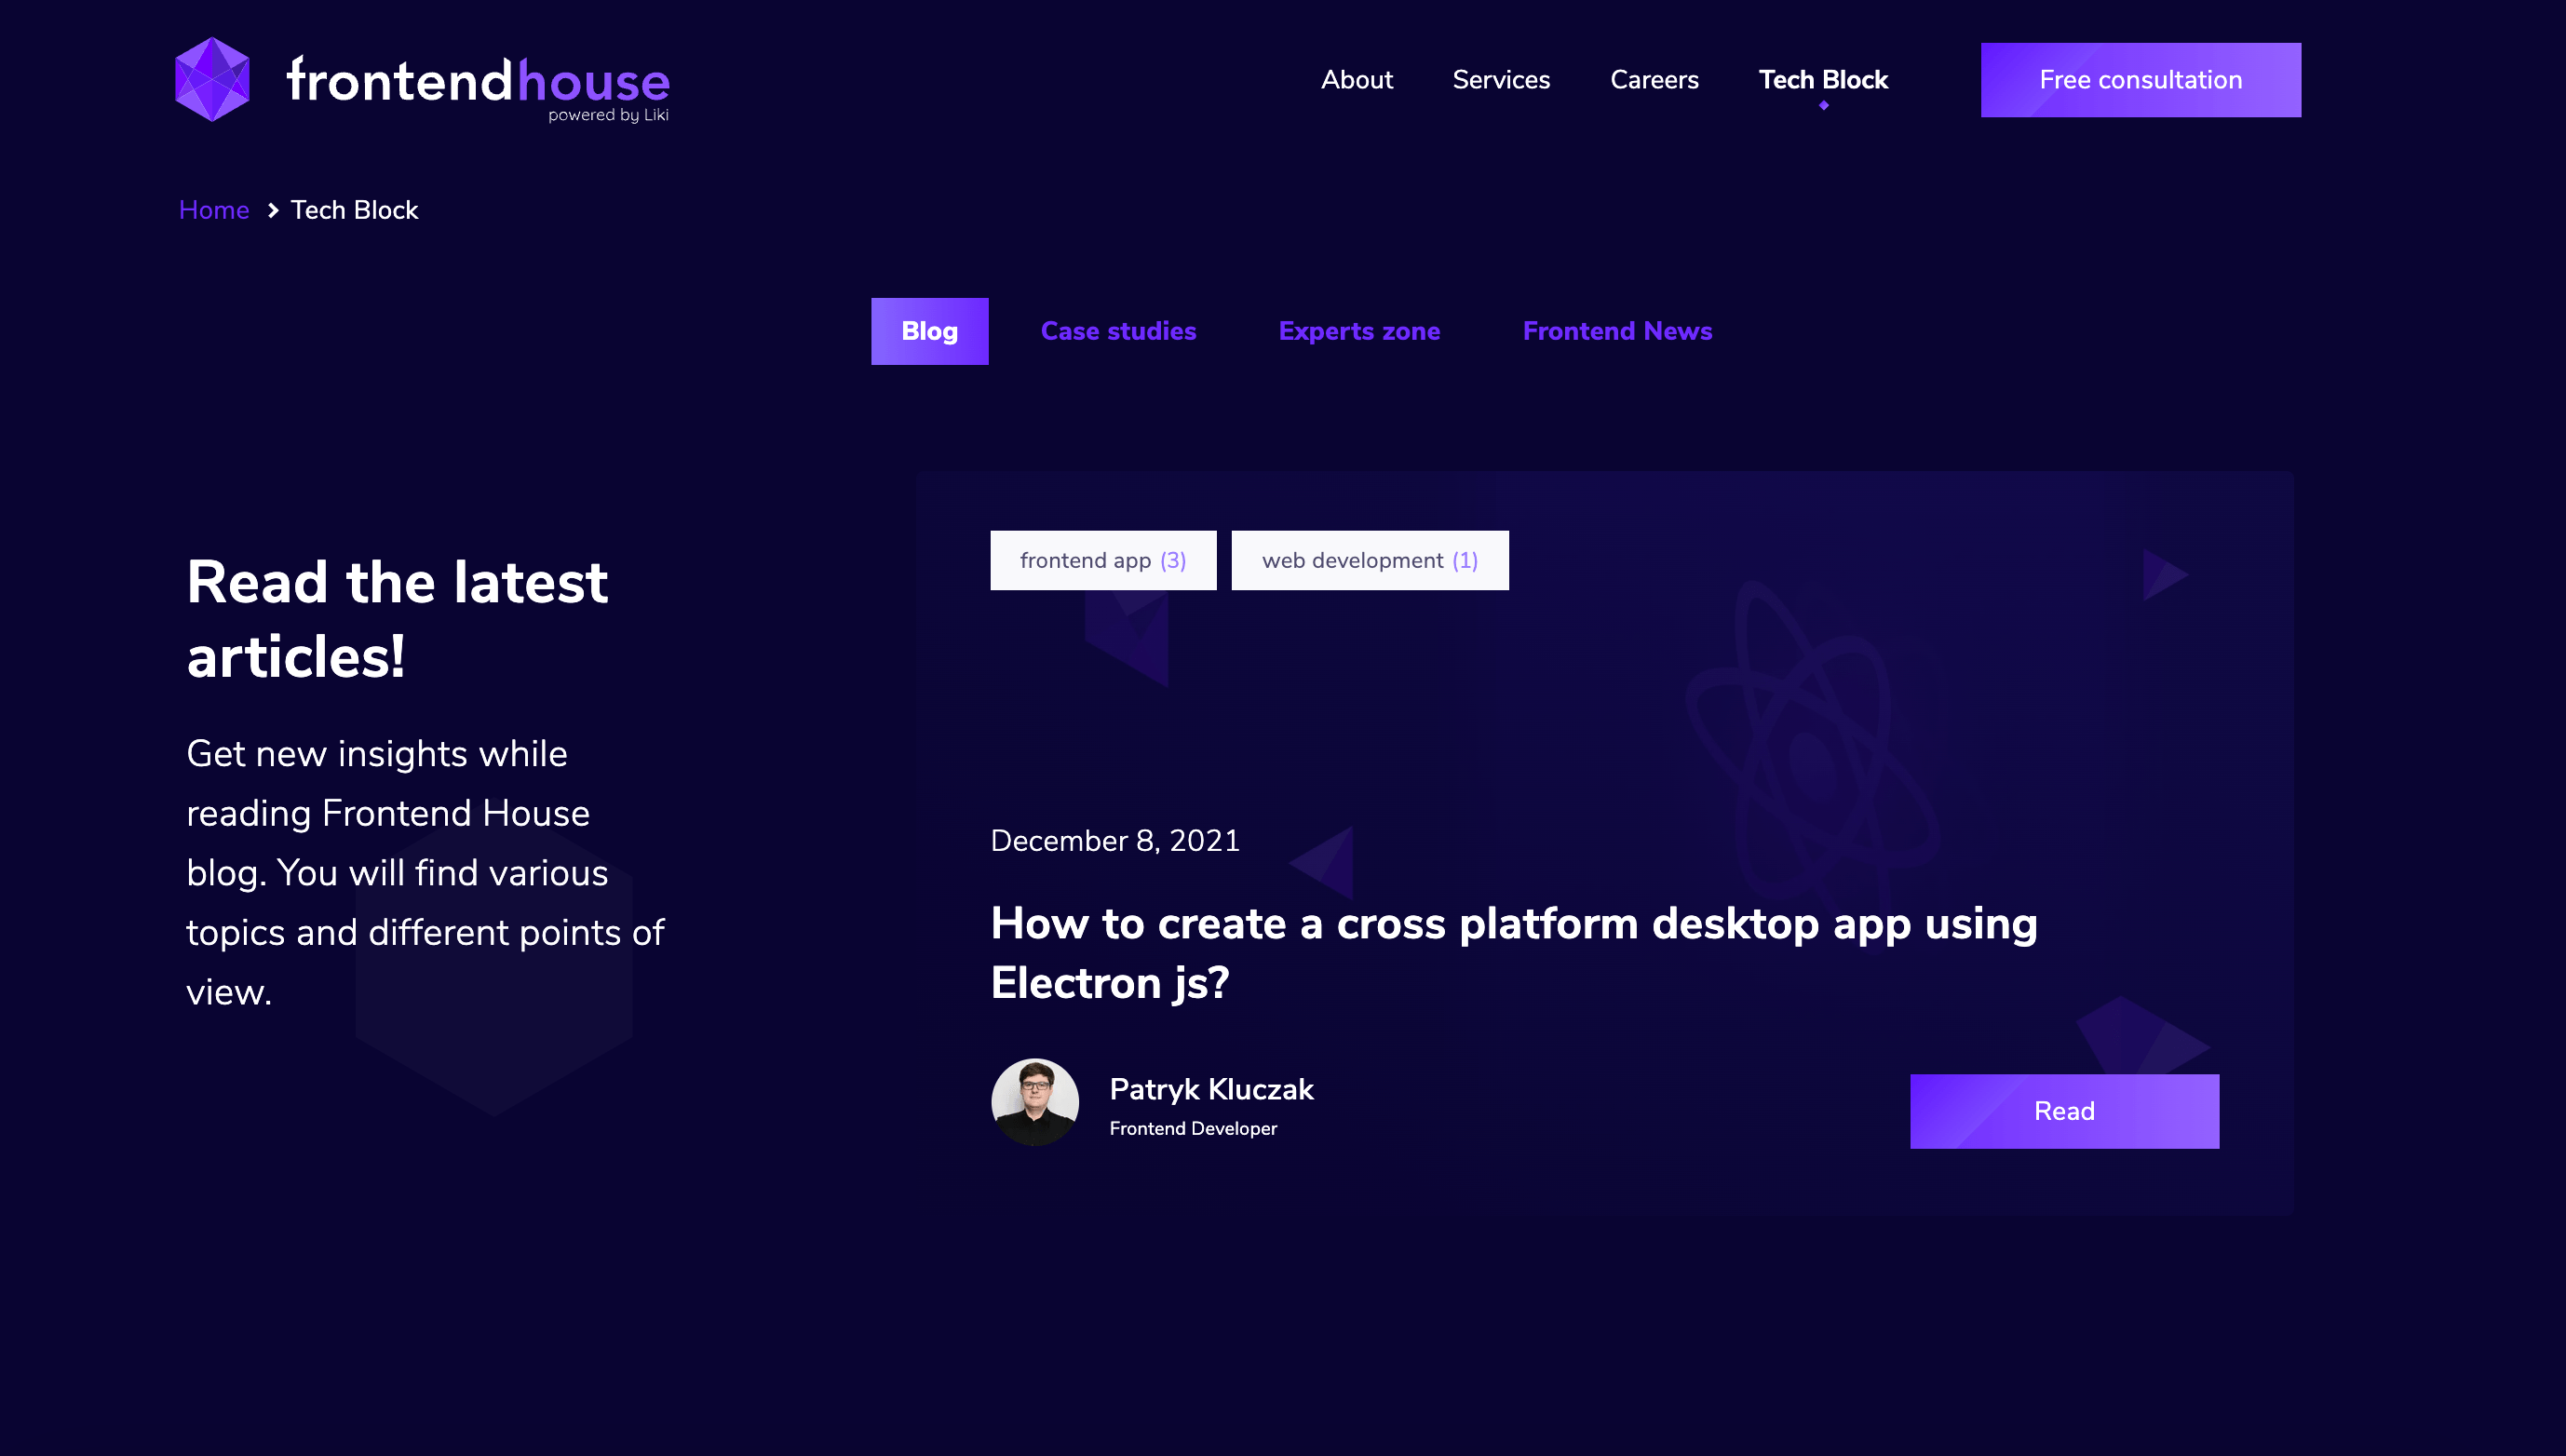 frontendhouse
powered by Liki
About
Services
Careers
Tech Block
Free consultation
Home
Tech Block
Blog
Case studies
Experts zone
Frontend News
Read the latest
articles!
Get new insights while
reading Frontend House
blog. You will find various
topics and different points of
view.
frontend app (3)
web development (1)
December 8, 2021
How to create a cross platform desktop app using
Electron js?
Patryk Kluczak
Frontend Developer
Read